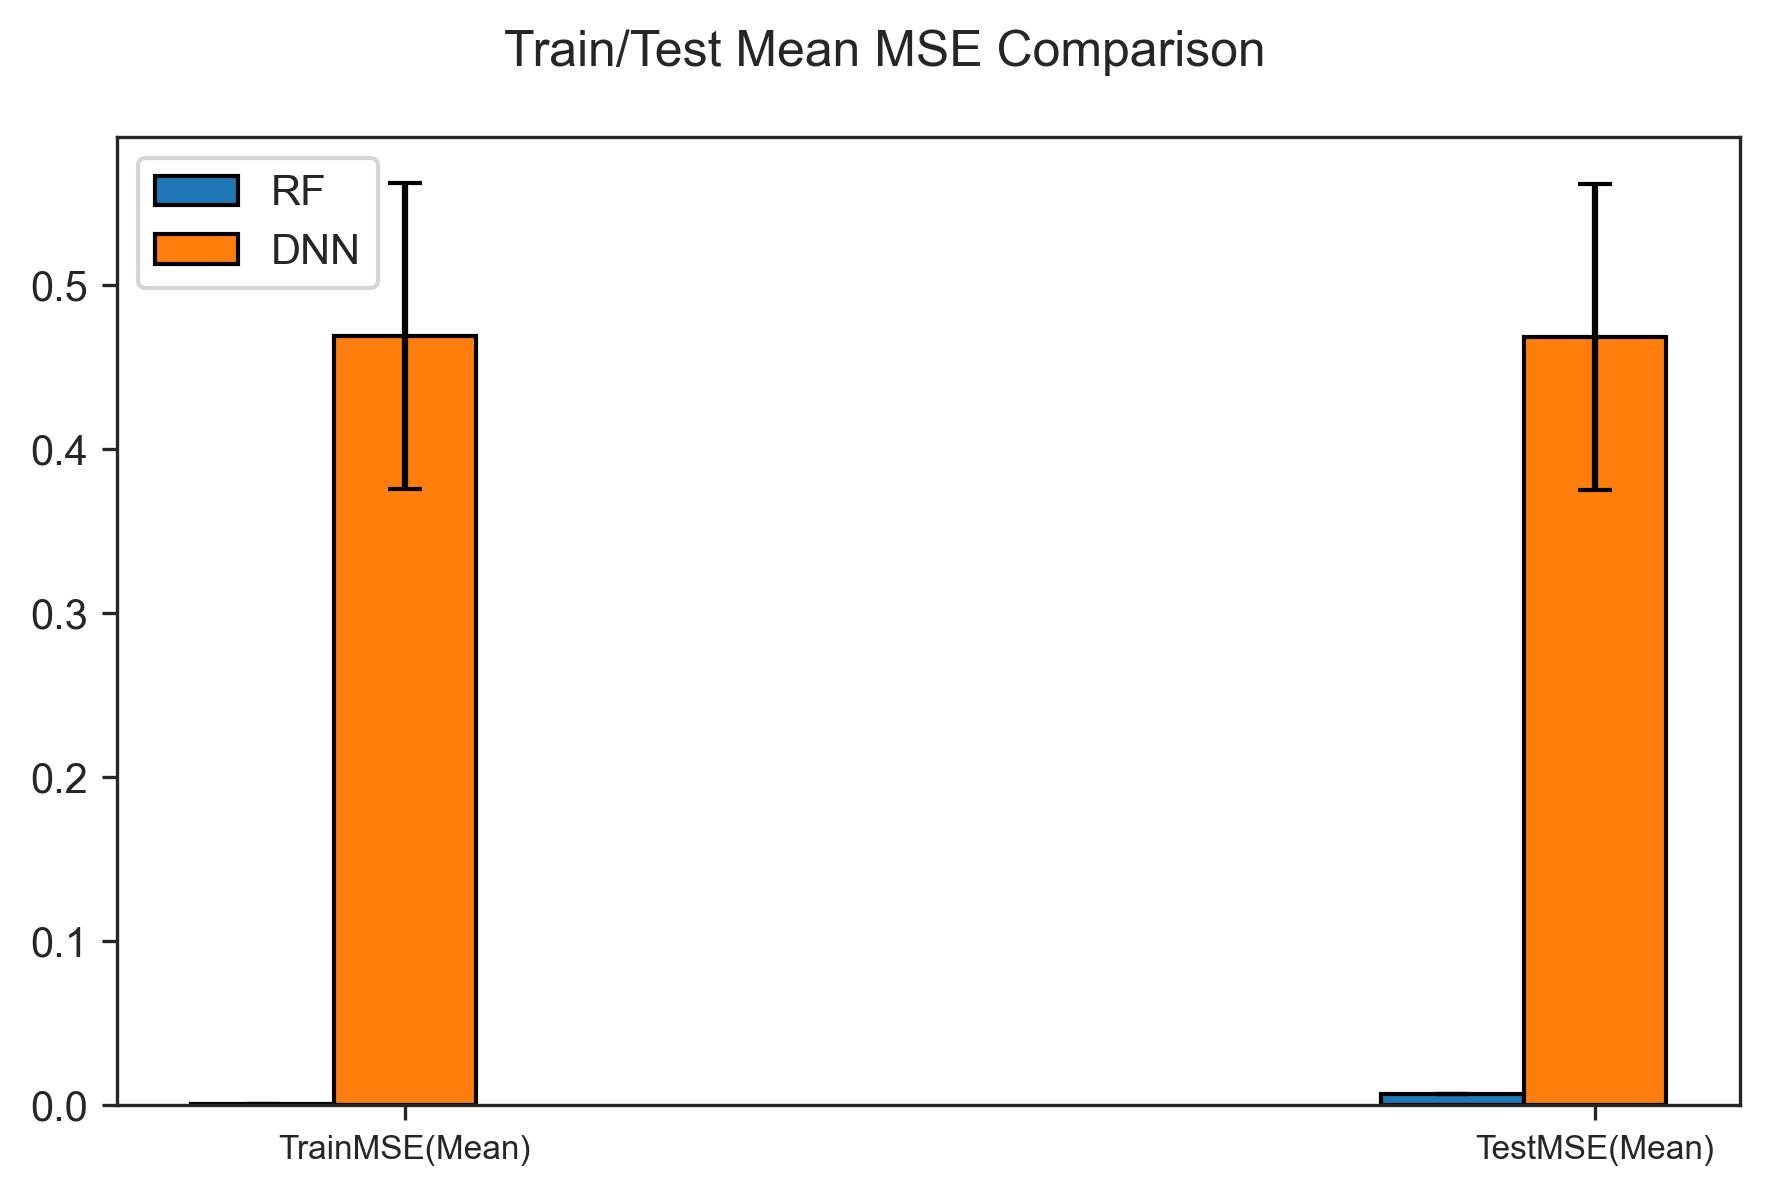 Train/Test Mean MSE Comparison
RF
DNN
0.5
0.4
0.3
0.2
0.1
0.0
TrainMSE(Mean)
TestMSE(Mean)